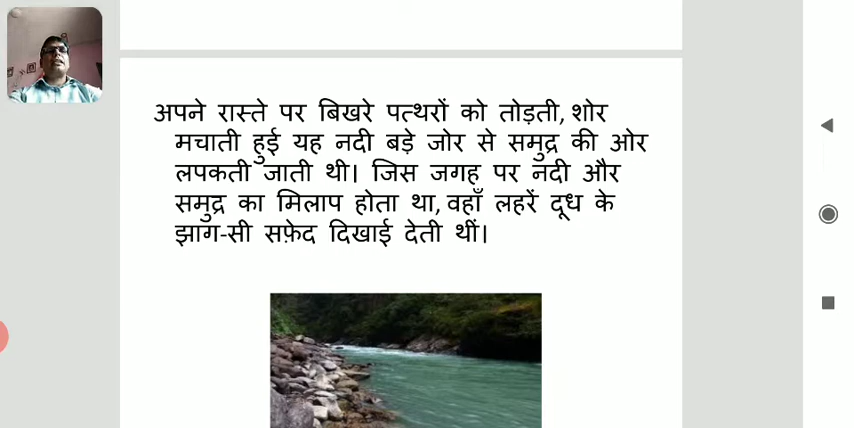 अपने रास्ते पर बिखरे पत्थरों को तोड़ती, शोर
मचाती हुई यह नदी बड़े जोर से समुद्र की ओर
लपकती जाती थी। जिस जगह पर नदी और
समुद्र का मिलाप होता था, वहाँ लहरें दूध के
झाग-सी सफ़ेद दिखाई देती थीं।